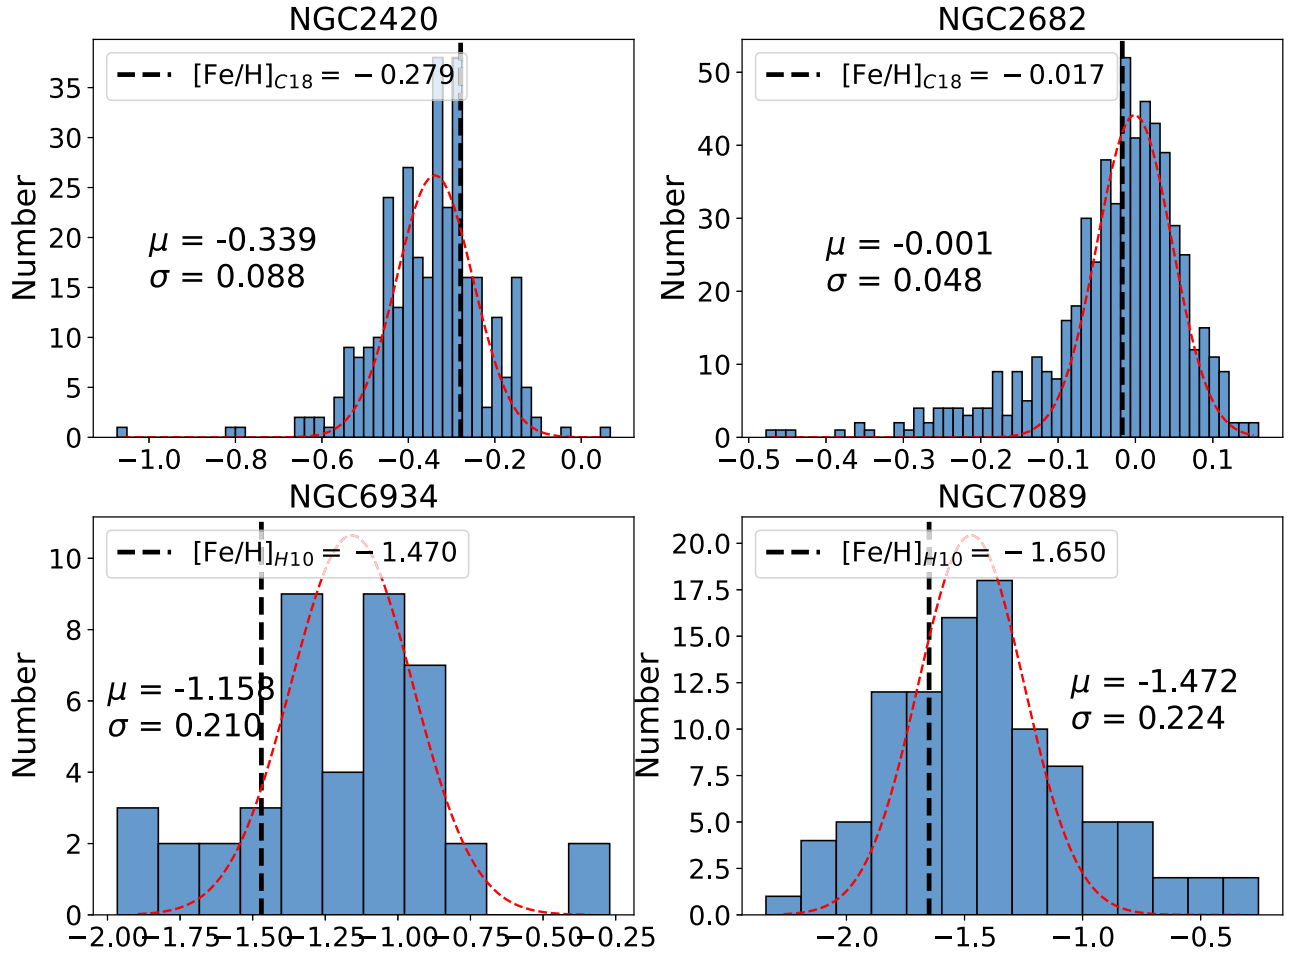 NGC2420
[Fe/H]C18 = −0.279
μ = -0.339
σ = 0.088
Number
35
30
25
20
15
10
5
0
−1.0 −0.8 −0.6 −0.4 −0.2 0.0
NGC2682
[Fe/H]C18 = −0.017
μ = -0.001
σ = 0.048
Number
50
40
30
20
10
0
−0.5 −0.4 −0.3 −0.2 −0.1 0.0 0.1
NGC6934
[Fe/H]H10 = −1.470
μ = -1.158
σ = 0.210
Number
10
8
6
4
2
0
−2.00 −1.75 −1.50 −1.25 −1.00 −0.75 −0.50 −0.25
NGC7089
[Fe/H]H10 = −1.650
μ = -1.472
σ = 0.224
Number
20.0
17.5
15.0
12.5
10.0
7.5
5.0
2.5
0.0
−2.0 −1.5 −1.0 −0.5